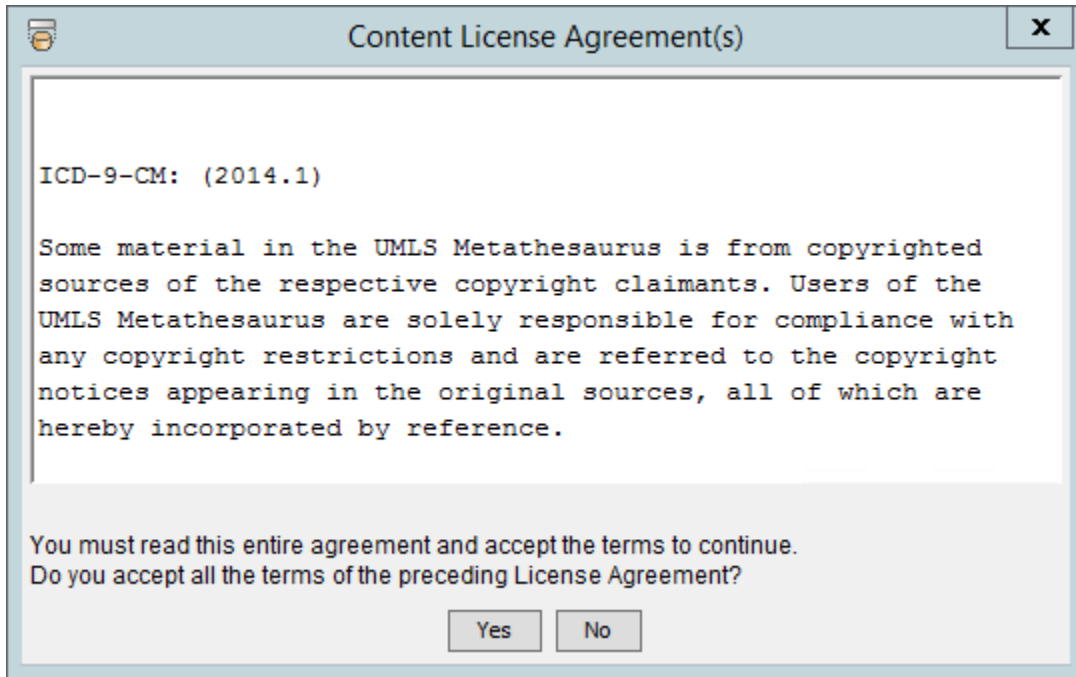 Content License Agreement(s)
x
ICD-9-CM: (2014.1)
Some material in the UMLS Metathesaurus is from copyrighted
sources of the respective copyright claimants. Users of the
UMLS Metathesaurus are solely responsible for compliance with
any copyright restrictions and are referred to the copyright
notices appearing in the original sources, all of which are
hereby incorporated by reference.
You must read this entire agreement and accept the terms to continue.
Do you accept all the terms of the preceding License Agreement?
Yes No